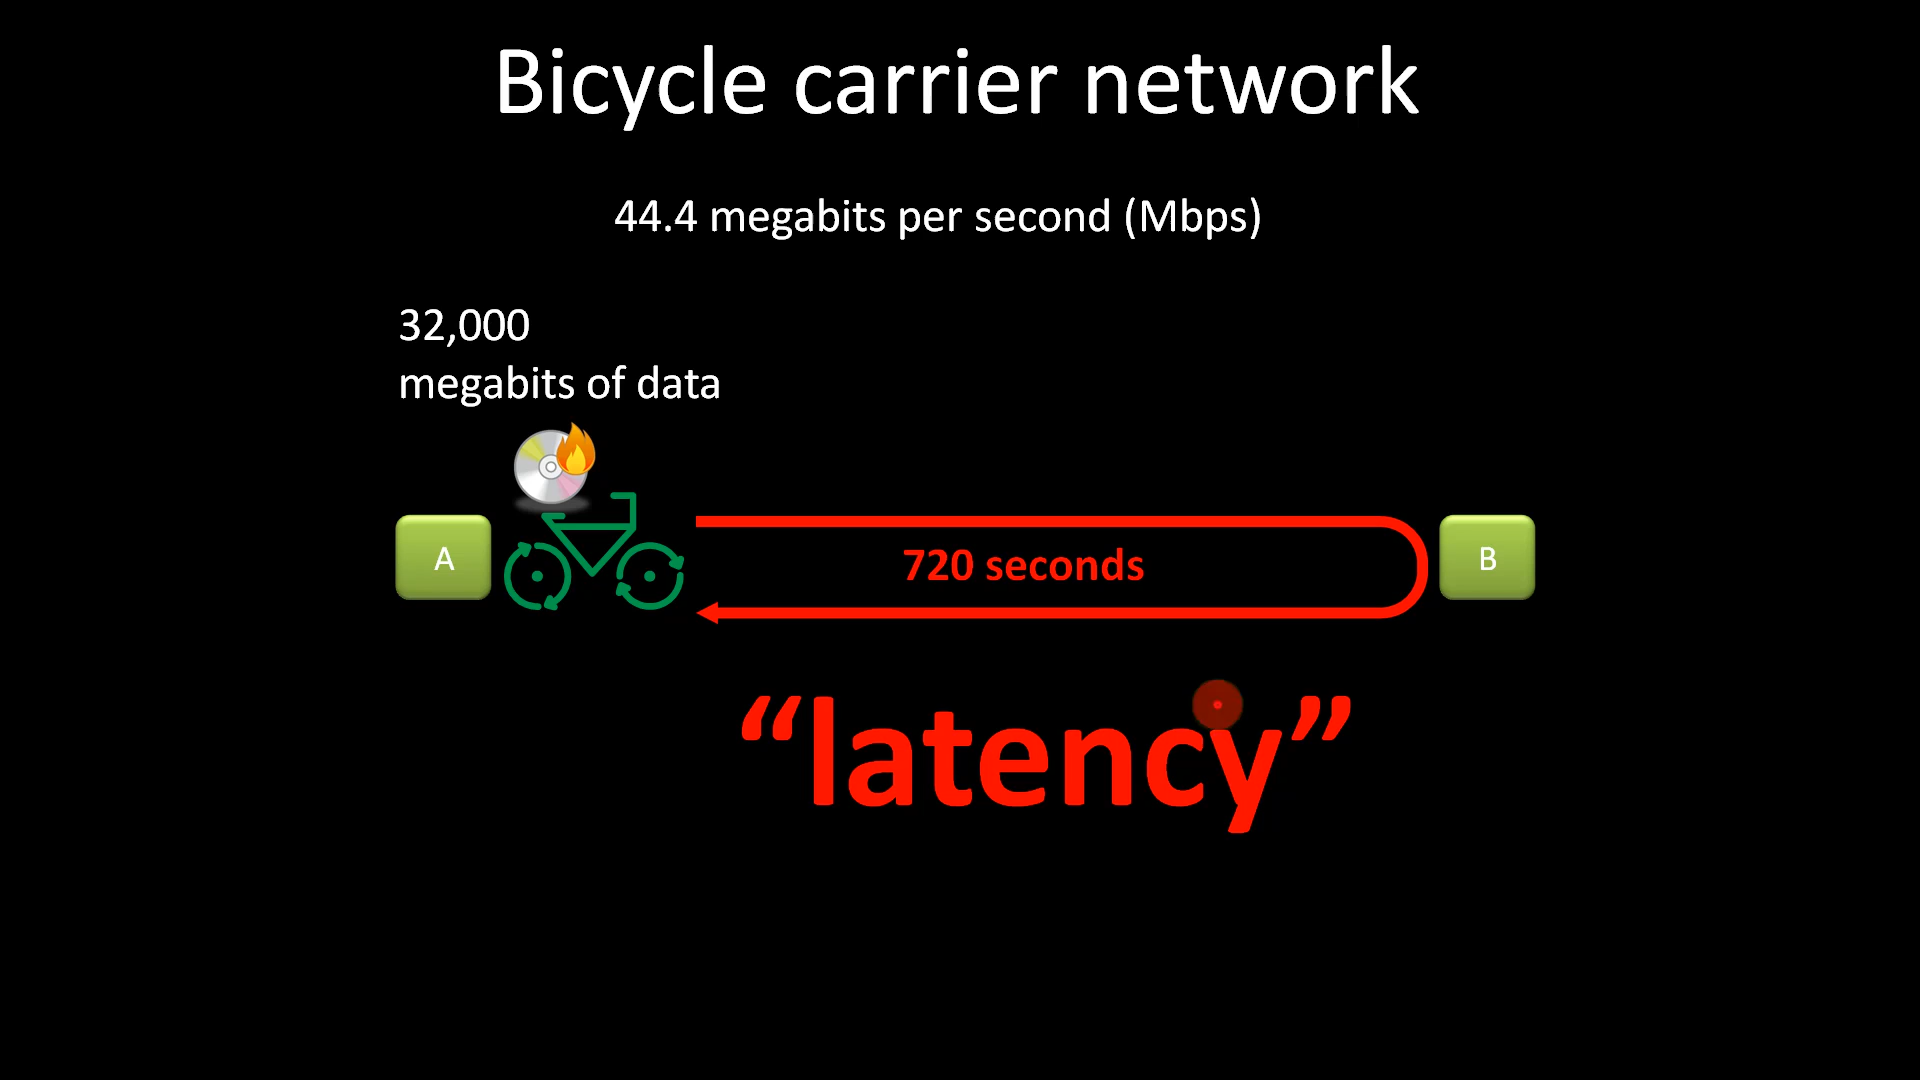 Bicycle carrier network
44.4 megabits per second (Mbps)
32,000
megabits of data
A
720 seconds
B
“latency”